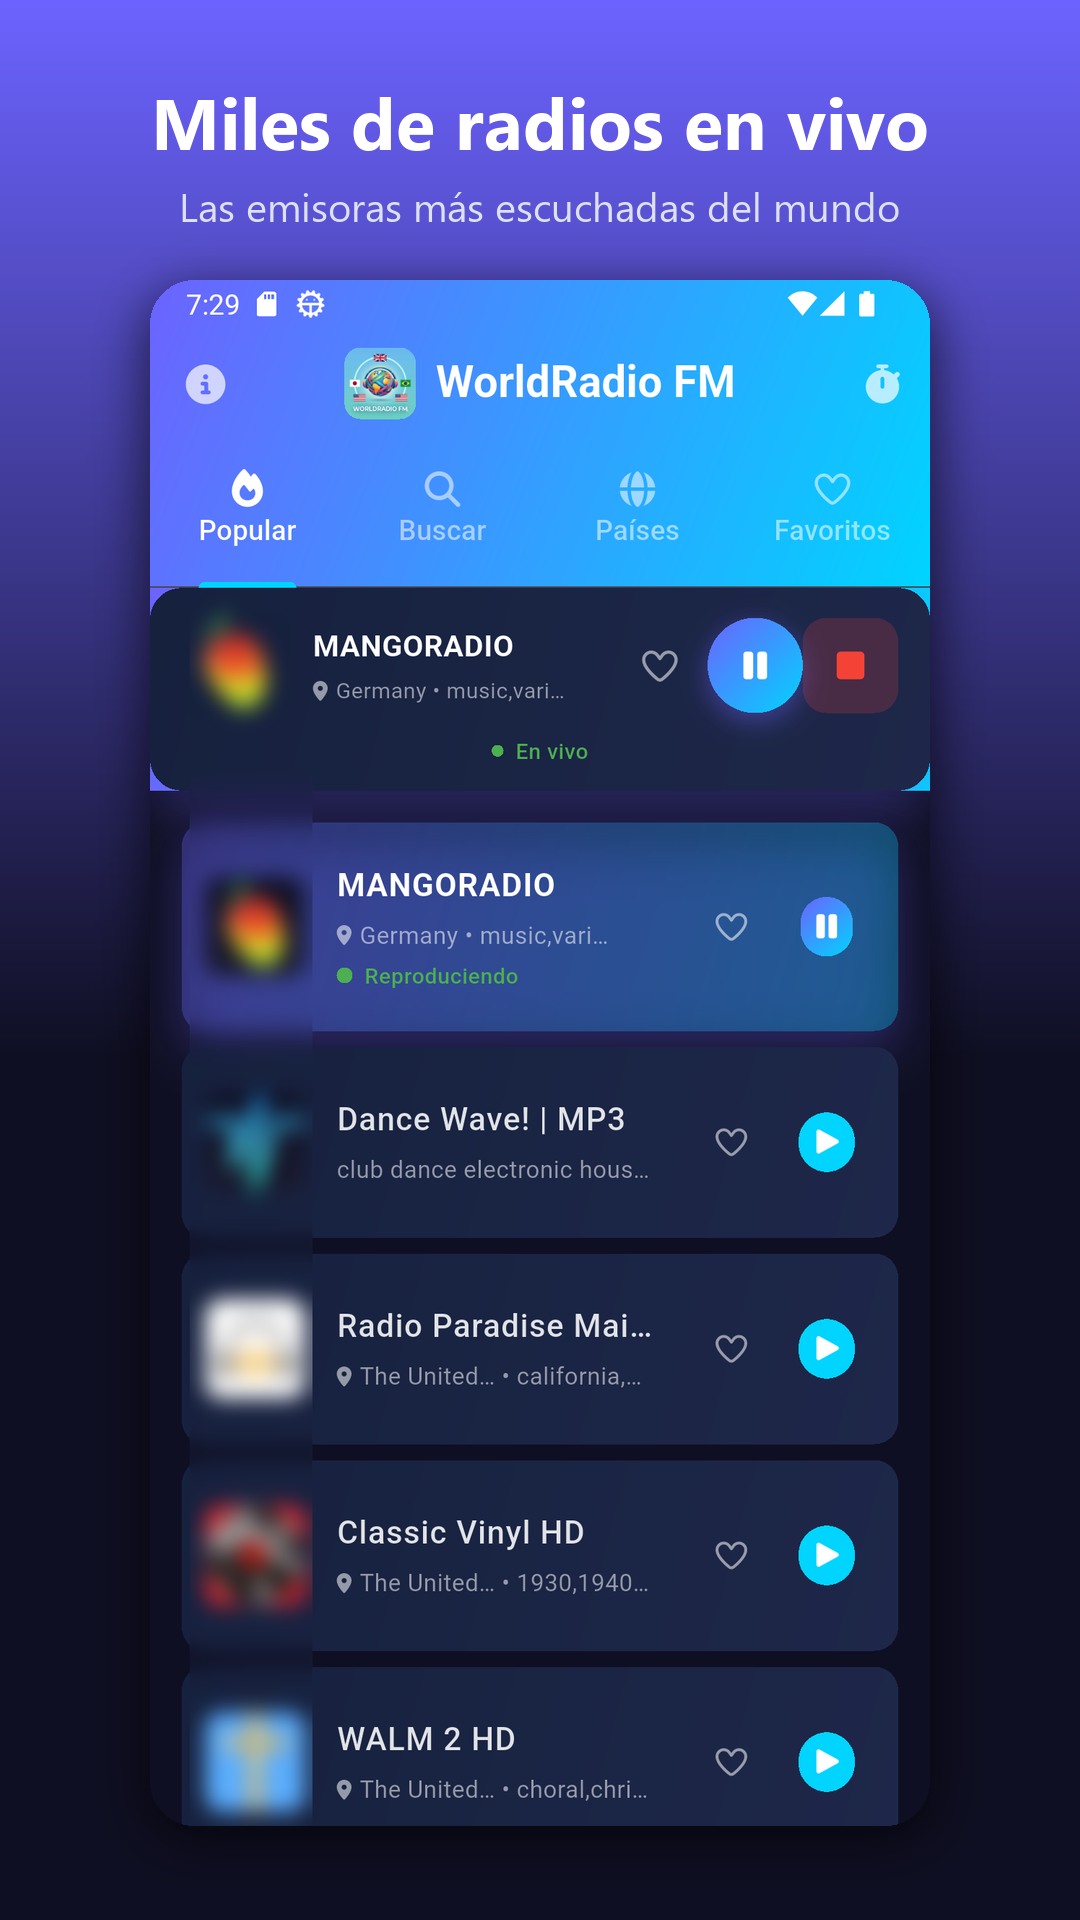 Miles de radios en vivo
Las emisoras más escuchadas del mundo
7:29
WORLDRADIO FM
WorldRadio FM
Popular
Buscar
Países
Favoritos
MANGORADIO
Germany • music,vari...
En vivo
MANGORADIO
Germany • music,vari...
Reproduciendo
Dance Wave! | MP3
club dance electronic hous...
Radio Paradise Mai...
The United... • california,...
Classic Vinyl HD
The United... • 1930,1940...
WALM 2 HD
The United... • choral,chri...